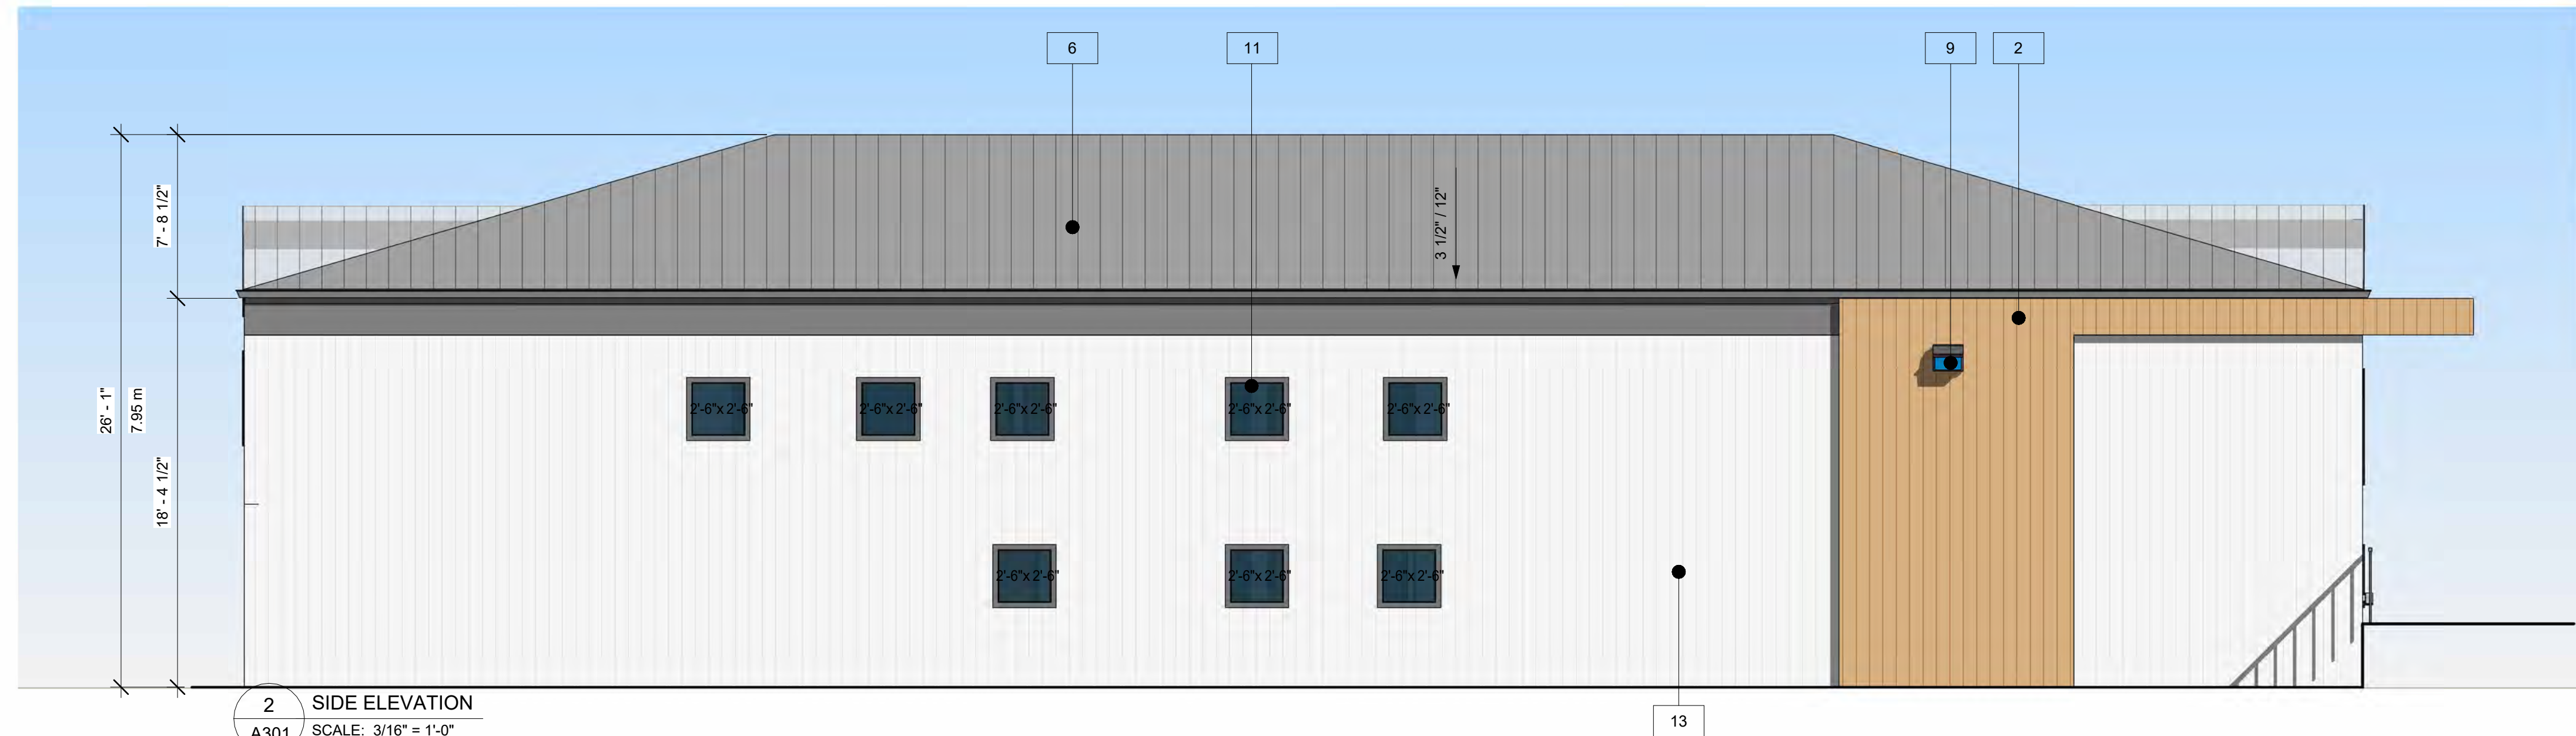 6
11
9
2
7' - 8 1/2"
3 1/2" / 12"
26' - 1"
7.95 m
18' - 4 1/2"
2'-6"x 2'-6"
2'-6"x 2'-6"
2'-6"x 2'-6"
2'-6"x 2'-6"
2'-6"x 2'-6"
2'-6"x 2'-6"
2'-6"x 2'-6"
2'-6"x 2'-6"
2
SIDE ELEVATION
A301
SCALE: 3/16" = 1'-0"
13